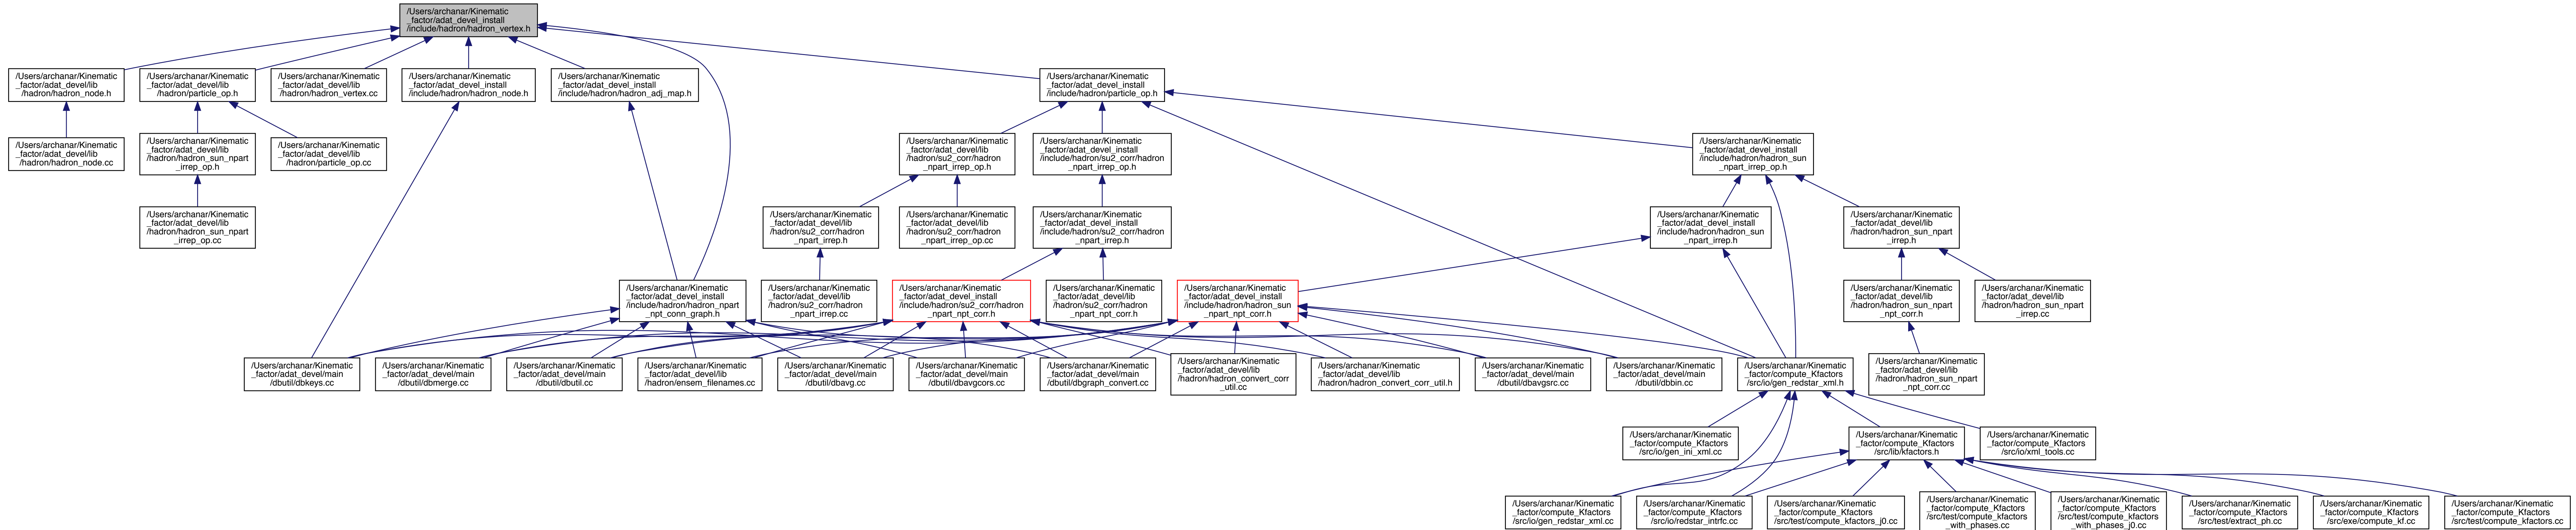 /Users/archanar/Kinematic
_factor/adat_devel_install
/include/hadron/hadron_vertex.h
/Users/archanar/Kinematic
_factor/adat_devel/lib
/hadron/hadron_node.h
/Users/archanar/Kinematic
_factor/adat_devel/lib
/hadron/particle_op.h
/Users/archanar/Kinematic
_factor/adat_devel/lib
/hadron/hadron_vertex.cc
/Users/archanar/Kinematic
_factor/adat_devel_install
/include/hadron/hadron_node.h
/Users/archanar/Kinematic
_factor/adat_devel_install
/include/hadron/hadron_adj_map.h
/Users/archanar/Kinematic
_factor/adat_devel_install
/include/hadron/particle_op.h
/Users/archanar/Kinematic
_factor/adat_devel/lib
/hadron/hadron_node.cc
/Users/archanar/Kinematic
_factor/adat_devel/lib
/hadron/hadron_sun_npart
_irrep_op.h
/Users/archanar/Kinematic
_factor/adat_devel/lib
/hadron/particle_op.cc
/Users/archanar/Kinematic
_factor/adat_devel/lib
/hadron/su2_corr/hadron
_npart_irrep_op.h
/Users/archanar/Kinematic
_factor/adat_devel_install
/include/hadron/su2_corr/hadron
_npart_irrep_op.h
/Users/archanar/Kinematic
_factor/adat_devel_install
/include/hadron/hadron_sun
_npart_irrep_op.h
/Users/archanar/Kinematic
_factor/adat_devel/lib
/hadron/hadron_sun_npart
_irrep_op.cc
/Users/archanar/Kinematic
_factor/adat_devel/lib
/hadron/su2_corr/hadron
_npart_irrep.h
/Users/archanar/Kinematic
_factor/adat_devel/lib
/hadron/su2_corr/hadron
_npart_irrep_op.cc
/Users/archanar/Kinematic
_factor/adat_devel_install
/include/hadron/su2_corr/hadron
_npart_irrep.h
/Users/archanar/Kinematic
_factor/adat_devel_install
/include/hadron/hadron_sun
_npart_irrep.h
/Users/archanar/Kinematic
_factor/adat_devel/lib
/hadron/hadron_sun_npart
_irrep.h
/Users/archanar/Kinematic
_factor/adat_devel_install
/include/hadron/hadron_npart
_npt_conn_graph.h
/Users/archanar/Kinematic
_factor/adat_devel/lib
/hadron/su2_corr/hadron
_npart_irrep.cc
/Users/archanar/Kinematic
_factor/adat_devel_install
/include/hadron/su2_corr/hadron
_npart_npt_corr.h
/Users/archanar/Kinematic
_factor/adat_devel/lib
/hadron/su2_corr/hadron
_npart_npt_corr.h
/Users/archanar/Kinematic
_factor/adat_devel_install
/include/hadron/hadron_sun
_npart_npt_corr.h
/Users/archanar/Kinematic
_factor/adat_devel/lib
/hadron/hadron_sun_npart
_npt_corr.h
/Users/archanar/Kinematic
_factor/adat_devel/lib
/hadron/hadron_sun_npart
_irrep.cc
/Users/archanar/Kinematic
_factor/adat_devel/main
/dbutil/dbkeys.cc
/Users/archanar/Kinematic
_factor/adat_devel/main
/dbutil/dbmerge.cc
/Users/archanar/Kinematic
_factor/adat_devel/main
/dbutil/dbutil.cc
/Users/archanar/Kinematic
_factor/adat_devel/lib
/hadron/ensem_filenames.cc
/Users/archanar/Kinematic
_factor/adat_devel/main
/dbutil/dbavg.cc
/Users/archanar/Kinematic
_factor/adat_devel/main
/dbutil/dbavgcors.cc
/Users/archanar/Kinematic
_factor/adat_devel/main
/dbutil/dbgraph_convert.cc
/Users/archanar/Kinematic
_factor/adat_devel/lib
/hadron/hadron_convert_corr
_util.cc
/Users/archanar/Kinematic
_factor/adat_devel/lib
/hadron/hadron_convert_corr_util.h
/Users/archanar/Kinematic
_factor/adat_devel/main
/dbutil/dbavgsrc.cc
/Users/archanar/Kinematic
_factor/adat_devel/main
/dbutil/dbbin.cc
/Users/archanar/Kinematic
_factor/compute_Kfactors
/src/io/gen_redstar_xml.h
/Users/archanar/Kinematic
_factor/adat_devel/lib
/hadron/hadron_sun_npart
_npt_corr.cc
/Users/archanar/Kinematic
_factor/compute_Kfactors
/src/io/gen_ini_xml.cc
/Users/archanar/Kinematic
_factor/compute_Kfactors
/src/lib/kfactors.h
/Users/archanar/Kinematic
_factor/compute_Kfactors
/src/io/xml_tools.cc
/Users/archanar/Kinematic
_factor/compute_Kfactors
/src/io/gen_redstar_xml.cc
/Users/archanar/Kinematic
_factor/compute_Kfactors
/src/io/redstar_intrfc.cc
/Users/archanar/Kinematic
_factor/compute_Kfactors
/src/test/compute_kfactors_j0.cc
/Users/archanar/Kinematic
_factor/compute_Kfactors
/src/test/compute_kfactors
_with_phases.cc
/Users/archanar/Kinematic
_factor/compute_Kfactors
/src/test/compute_kfactors
_with_phases_j0.cc
/Users/archanar/Kinematic
_factor/compute_Kfactors
/src/test/extract_ph.cc
/Users/archanar/Kinematic
_factor/compute_Kfactors
/src/exe/compute_kf.cc
/Users/archanar/Kinematic
_factor/compute_Kfactors
/src/test/compute_kfactors.cc